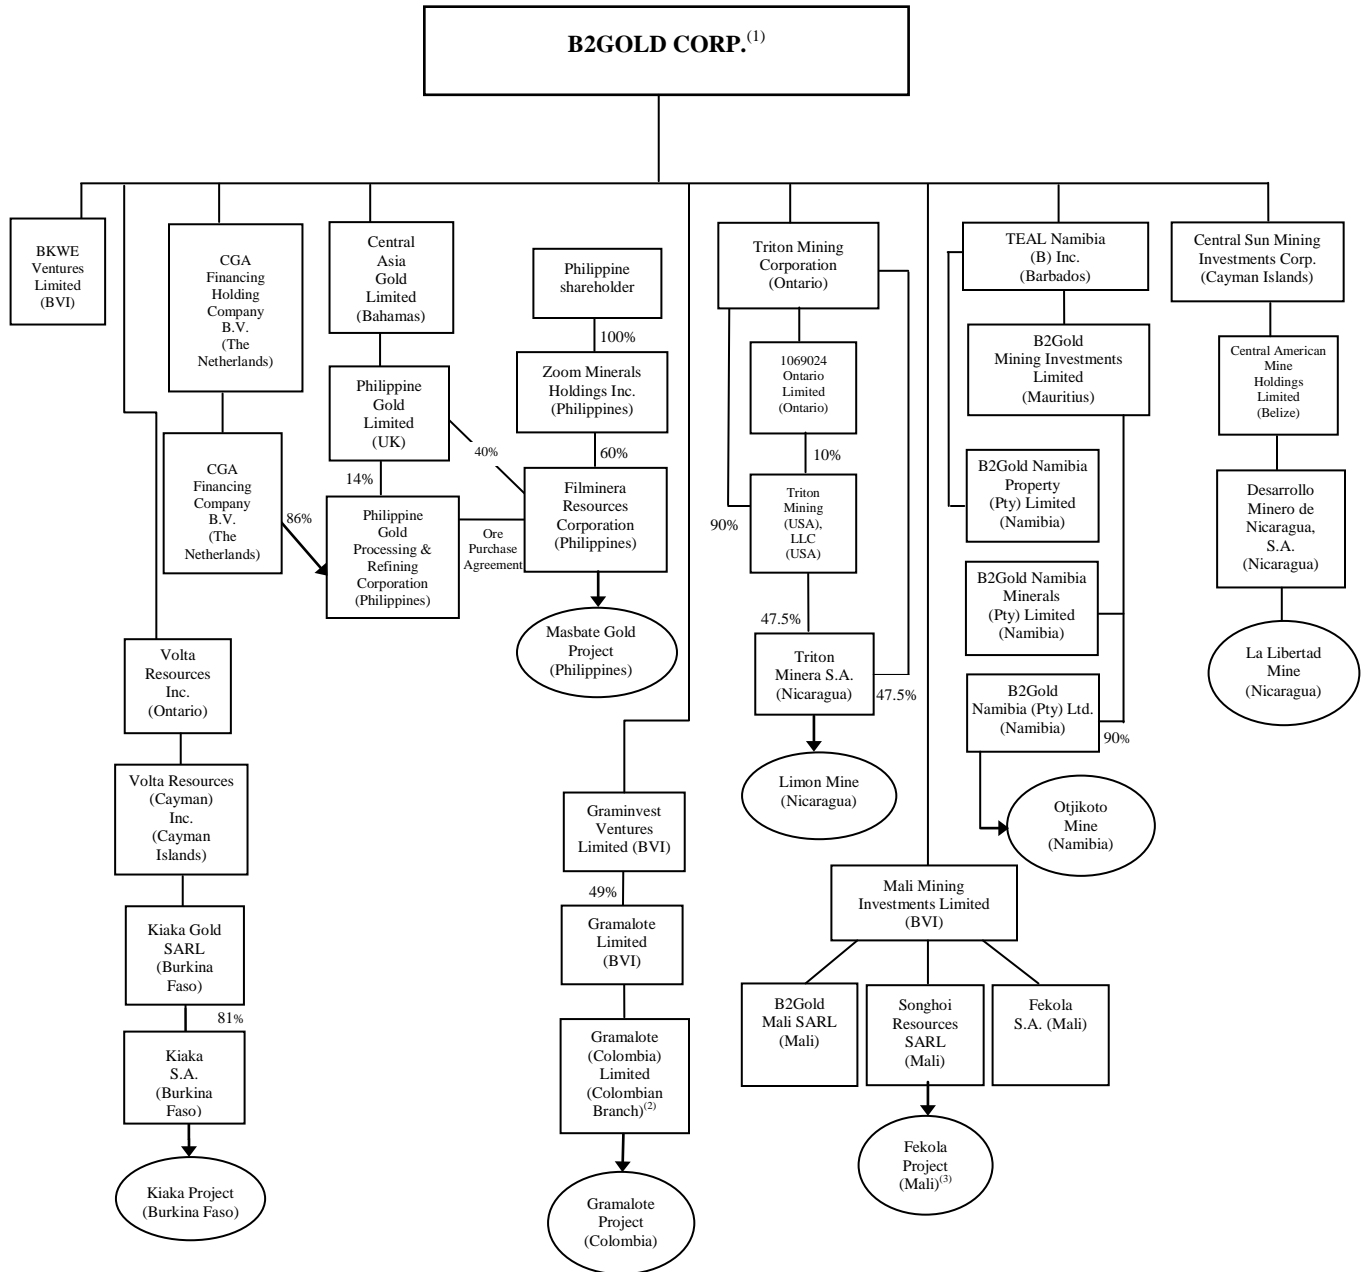 B2GOLD CORP.(1)
BKWE
Ventures
Limited
(BVI)
CGA
Financing
Holding
Company
B.V.
(The
Netherlands)
Central
Asia
Gold
Limited
(Bahamas)
Philippine
shareholder
100%
Triton Mining
Corporation
(Ontario)
TEAL Namibia
(B) Inc.
(Barbados)
Central Sun Mining
Investments Corp.
(Cayman Islands)
Philippine
Gold
Limited
(UK)
Zoom Minerals
Holdings Inc.
(Philippines)
1069024
Ontario
Limited
(Ontario)
B2Gold
Mining Investments
Limited
(Mauritius)
Central American
Mine
Holdings
Limited
(Belize)
CGA
Financing
Company
B.V.
(The
Netherlands)
86%
14%
40%
60%
10%
90%
Philippine
Gold
Processing &
Refining
Corporation
(Philippines)
Ore
Purchase
Agreement
Filminera
Resources
Corporation
(Philippines)
Triton
Mining
(USA),
LLC
(USA)
B2Gold Namibia
Property
(Pty) Limited
(Namibia)
Desarrollo
Minero de
Nicaragua,
S.A.
(Nicaragua)
Masbate Gold
Project
(Philippines)
47.5%
B2Gold Namibia
Minerals
(Pty) Limited
(Namibia)
La Libertad
Mine
(Nicaragua)
Volta
Resources
Inc.
(Ontario)
Triton
Minera S.A.
(Nicaragua)
47.5%
B2Gold
Namibia (Pty) Ltd.
(Namibia)
90%
Volta Resources
(Cayman)
Inc.
(Cayman
Islands)
Graminvest
Ventures
Limited (BVI)
Limon Mine
(Nicaragua)
Otjikoto
Mine
(Namibia)
49%
Mali Mining
Investments Limited
(BVI)
Kiaka Gold
SARL
(Burkina
Faso)
Gramalote
Limited
(BVI)
81%
B2Gold
Mali SARL
(Mali)
Songhoi
Resources
SARL
(Mali)
Fekola
S.A. (Mali)
Kiaka
S.A.
(Burkina
Faso)
Gramalote
(Colombia)
Limited
(Colombian
Branch)(2)
Kiaka Project
(Burkina Faso)
Gramalote
Project
(Colombia)
Fekola
Project
(Mali)(3)